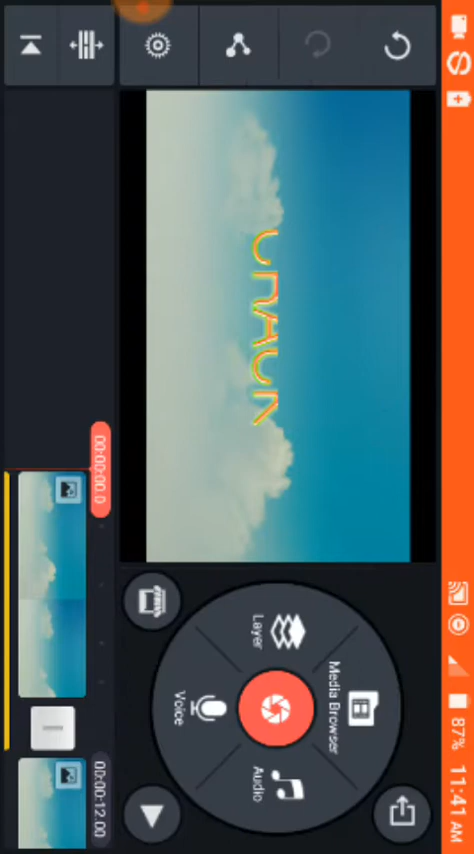 87% 11:41 AM
Media Browser
Layer
Audio
Voice
00:00:00.0
00:00:12.00